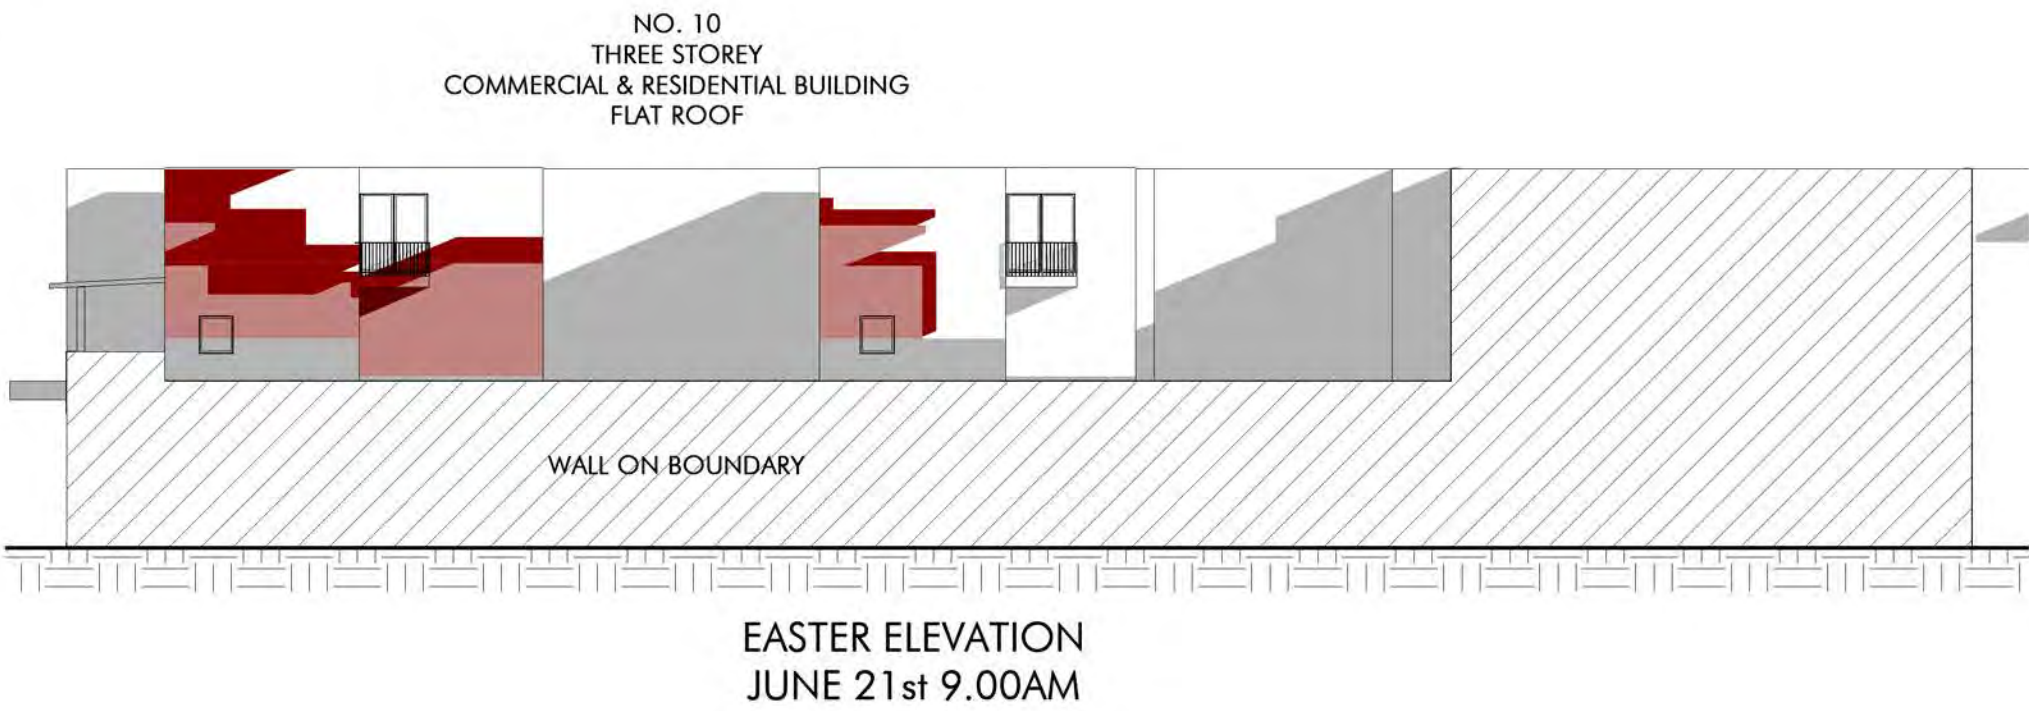 NO. 10
THREE STOREY
COMMERCIAL & RESIDENTIAL BUILDING
FLAT ROOF
WALL ON BOUNDARY
EASTER ELEVATION
JUNE 21st 9.00AM